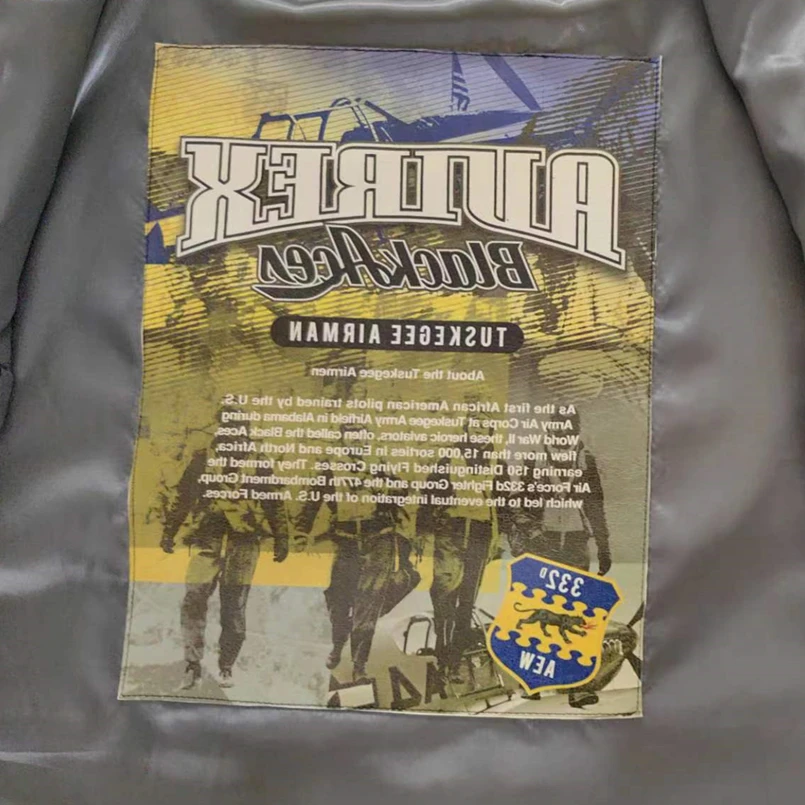 AVIREX
Black Aces
TUSKEGEE AIRMAN
About the Tuskegee Airmen
As the first African American pilots trained by the U.S.
Army Air Corps at Tuskegee Army Airfield in Alabama during
World War II, these heroic aviators, often called the Black Aces,
flew more than 15,000 sorties in Europe and North Africa,
earning 150 Distinguished Flying Crosses. They formed the
Air Force's 332d Fighter Group and the 477th Bombardment Group,
which led to the eventual integration of the U.S. Armed Forces.
332D
AEW